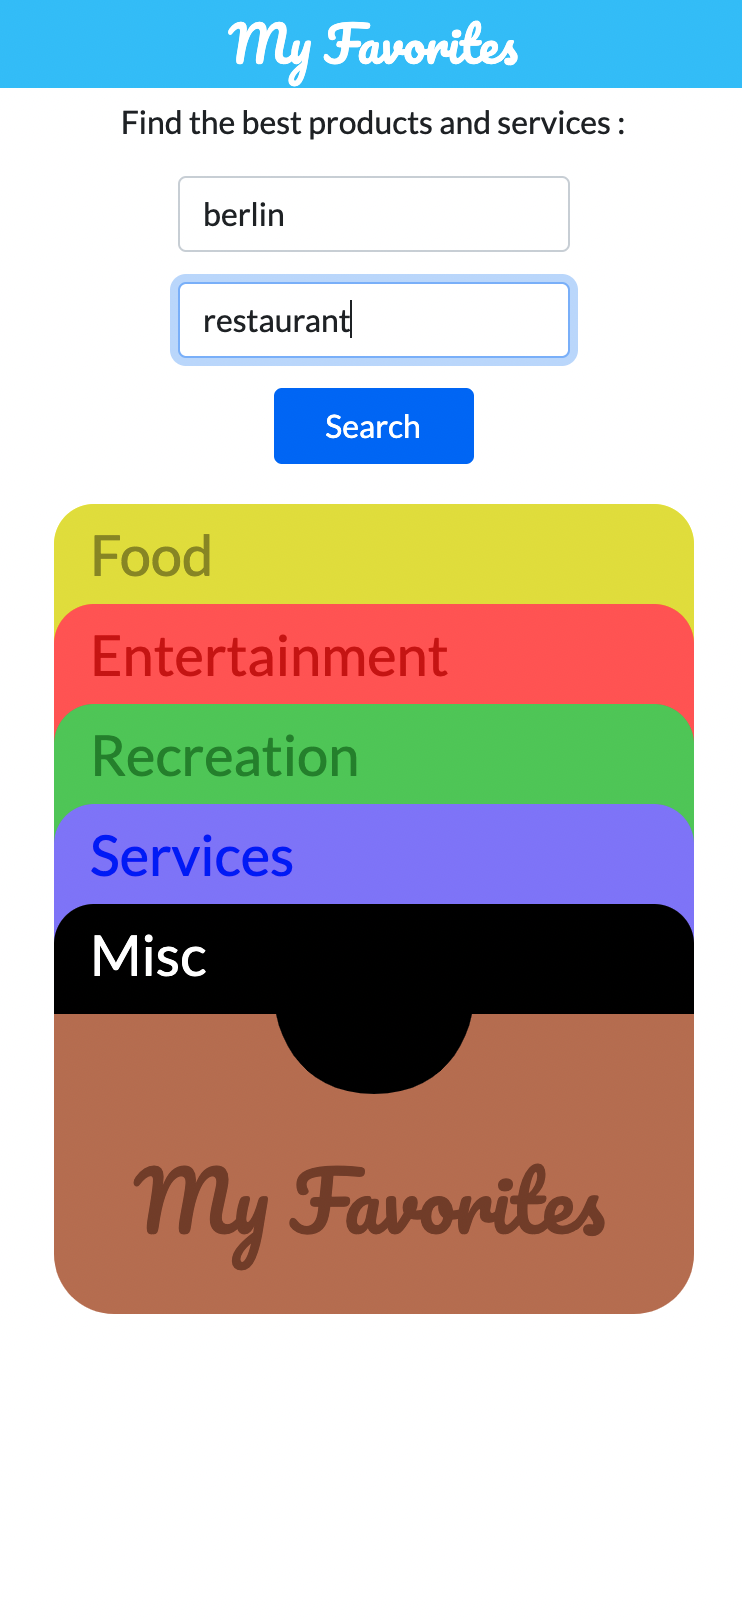 My Favorites
Find the best products and services :
berlin
restaurant
Search
Food
Entertainment
Recreation
Services
Misc
My Favorites